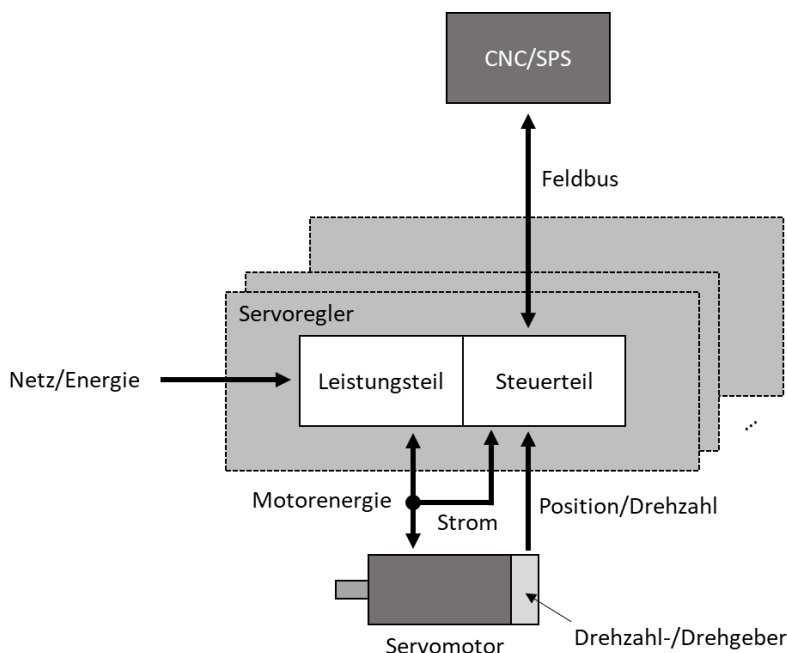 CNC/SPS
Feldbus
Servoregler
Netz/Energie
Leistungsteil
Steuerteil
...
Motorenergie
Strom
Position/Drehzahl
Servomotor
Drehzahl-/Drehgeber